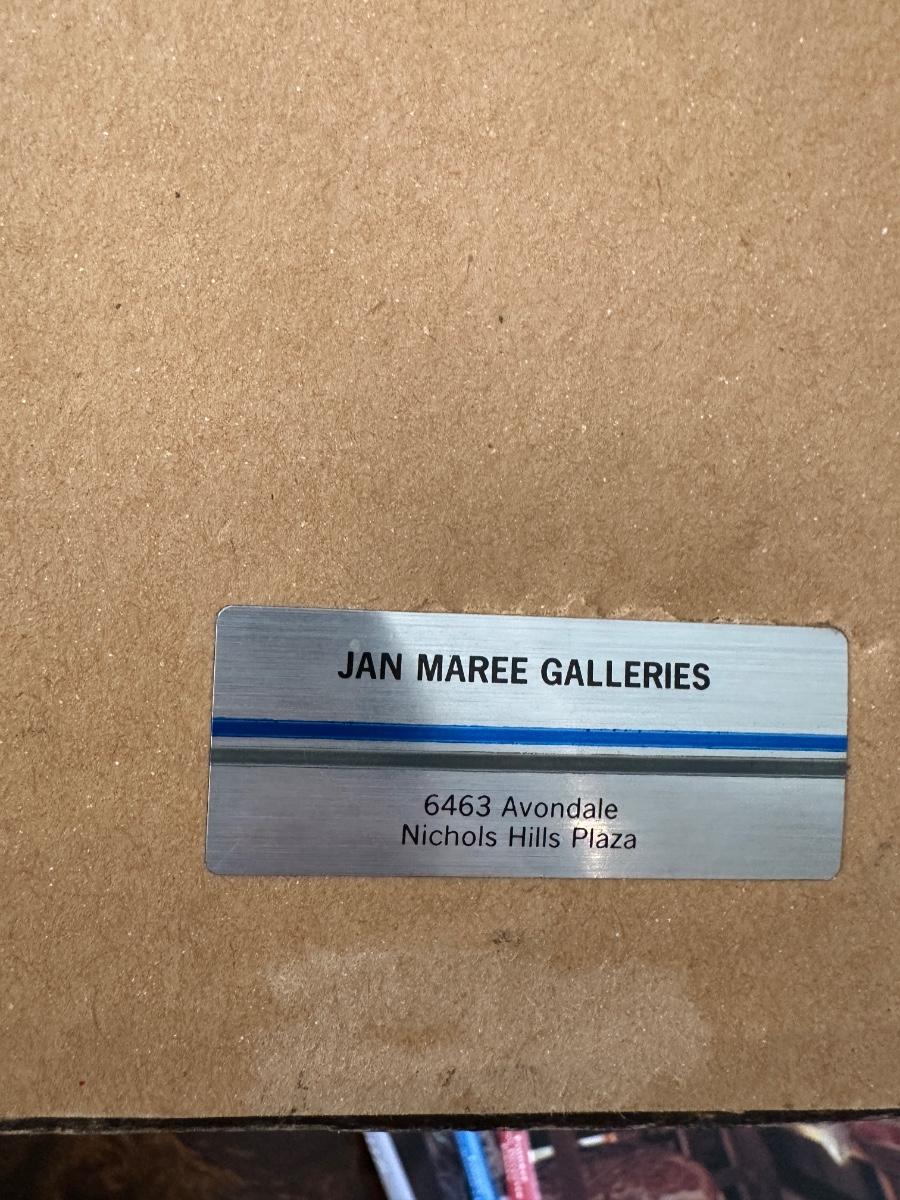 JAN MAREE GALLERIES
6463 Avondale
Nichols Hills Plaza